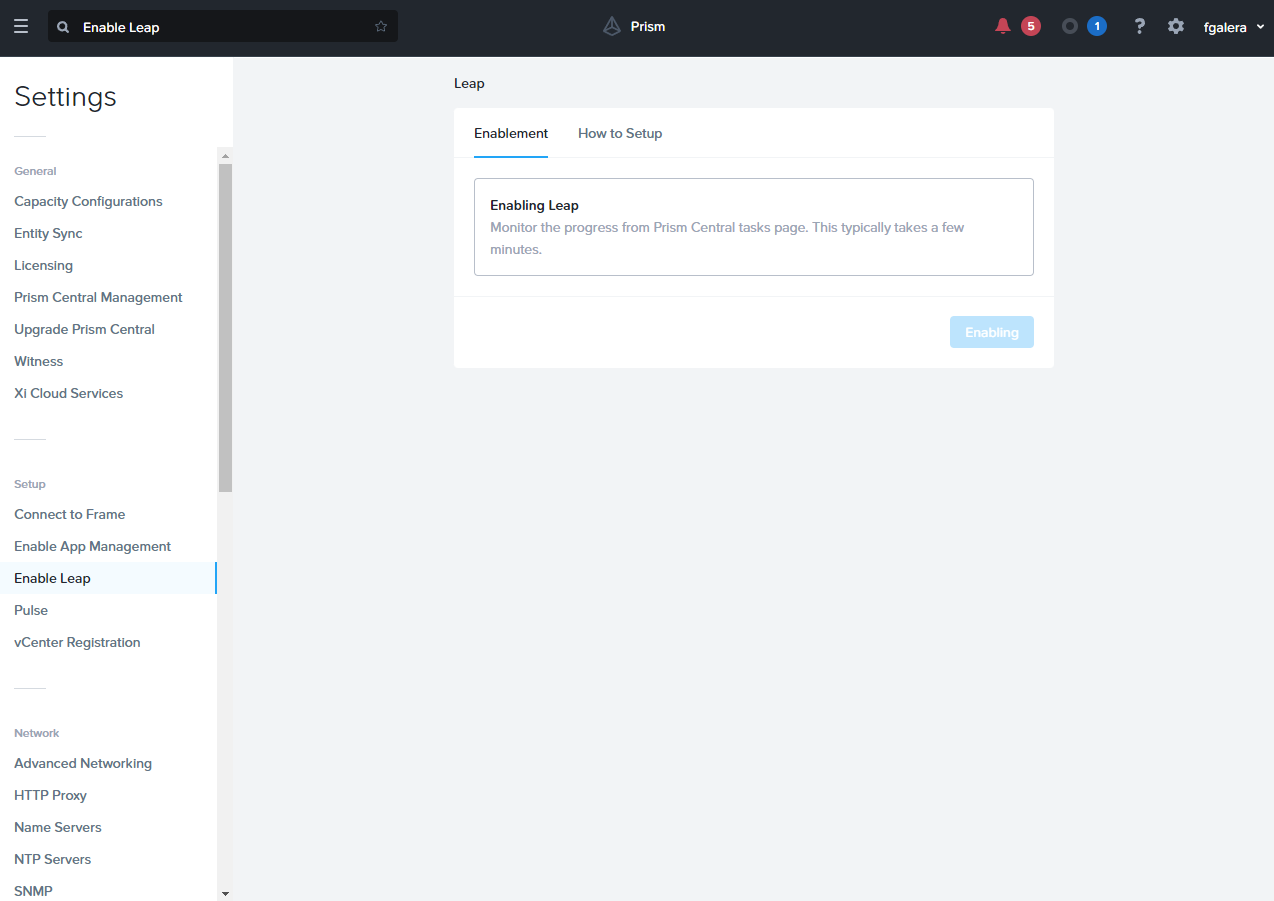 Enable Leap
Prism
5
1
?
fgalera
Settings
General
Capacity Configurations
Entity Sync
Licensing
Prism Central Management
Upgrade Prism Central
Witness
Xi Cloud Services
Setup
Connect to Frame
Enable App Management
Enable Leap
Pulse
vCenter Registration
Network
Advanced Networking
HTTP Proxy
Name Servers
NTP Servers
SNMP
Leap
Enablement How to Setup
Enabling Leap
Monitor the progress from Prism Central tasks page. This typically takes a few
minutes.
Enabling